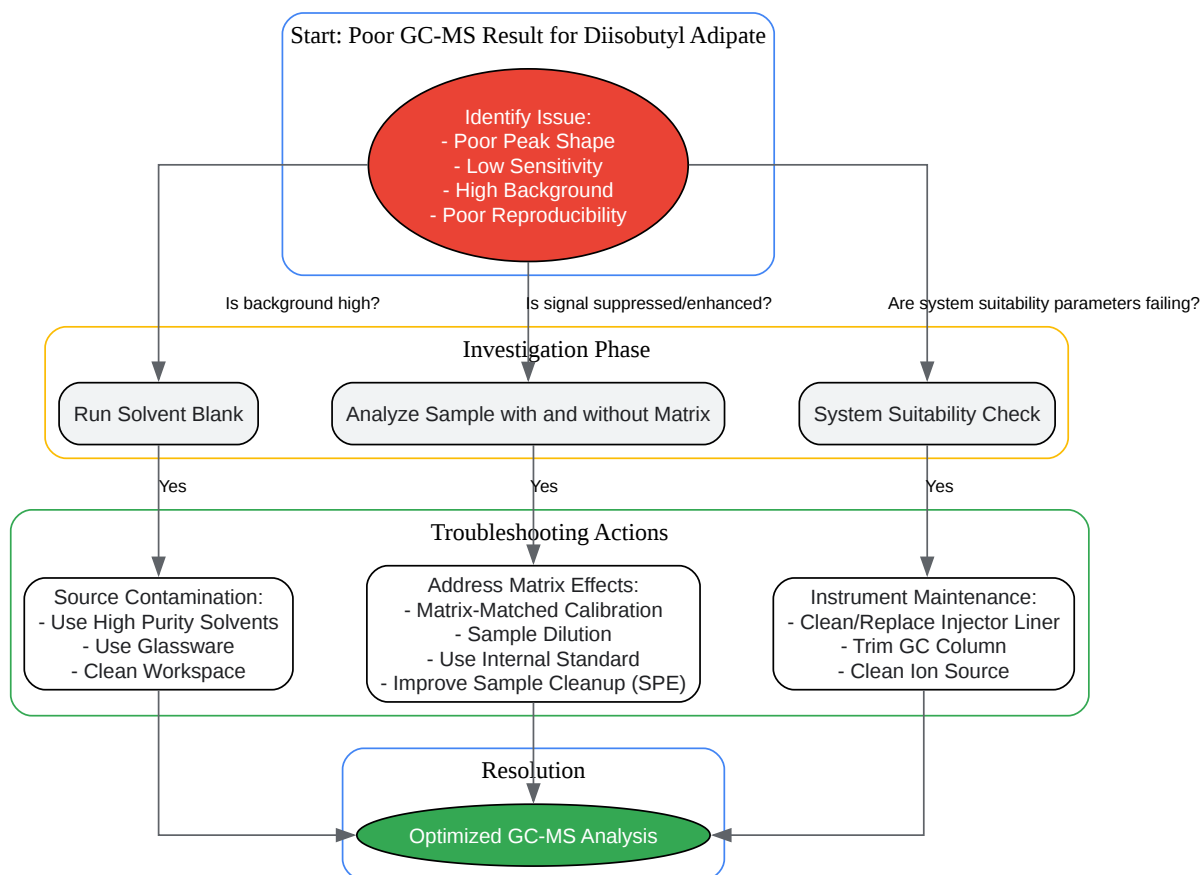 Start: Poor GC-MS Result for Diisobutyl Adipate
Identify Issue:
- Poor Peak Shape
- Low Sensitivity
- High Background
- Poor Reproducibility
Is background high?
Is signal suppressed/enhanced?
Are system suitability parameters failing?
Investigation Phase
Run Solvent Blank
Analyze Sample with and without Matrix
System Suitability Check
Yes
Yes
Yes
Troubleshooting Actions
Source Contamination:
- Use High Purity Solvents
- Use Glassware
- Clean Workspace
Address Matrix Effects:
- Matrix-Matched Calibration
- Sample Dilution
- Use Internal Standard
- Improve Sample Cleanup (SPE)
Instrument Maintenance:
- Clean/Replace Injector Liner
- Trim GC Column
- Clean Ion Source
Resolution
Optimized GC-MS Analysis